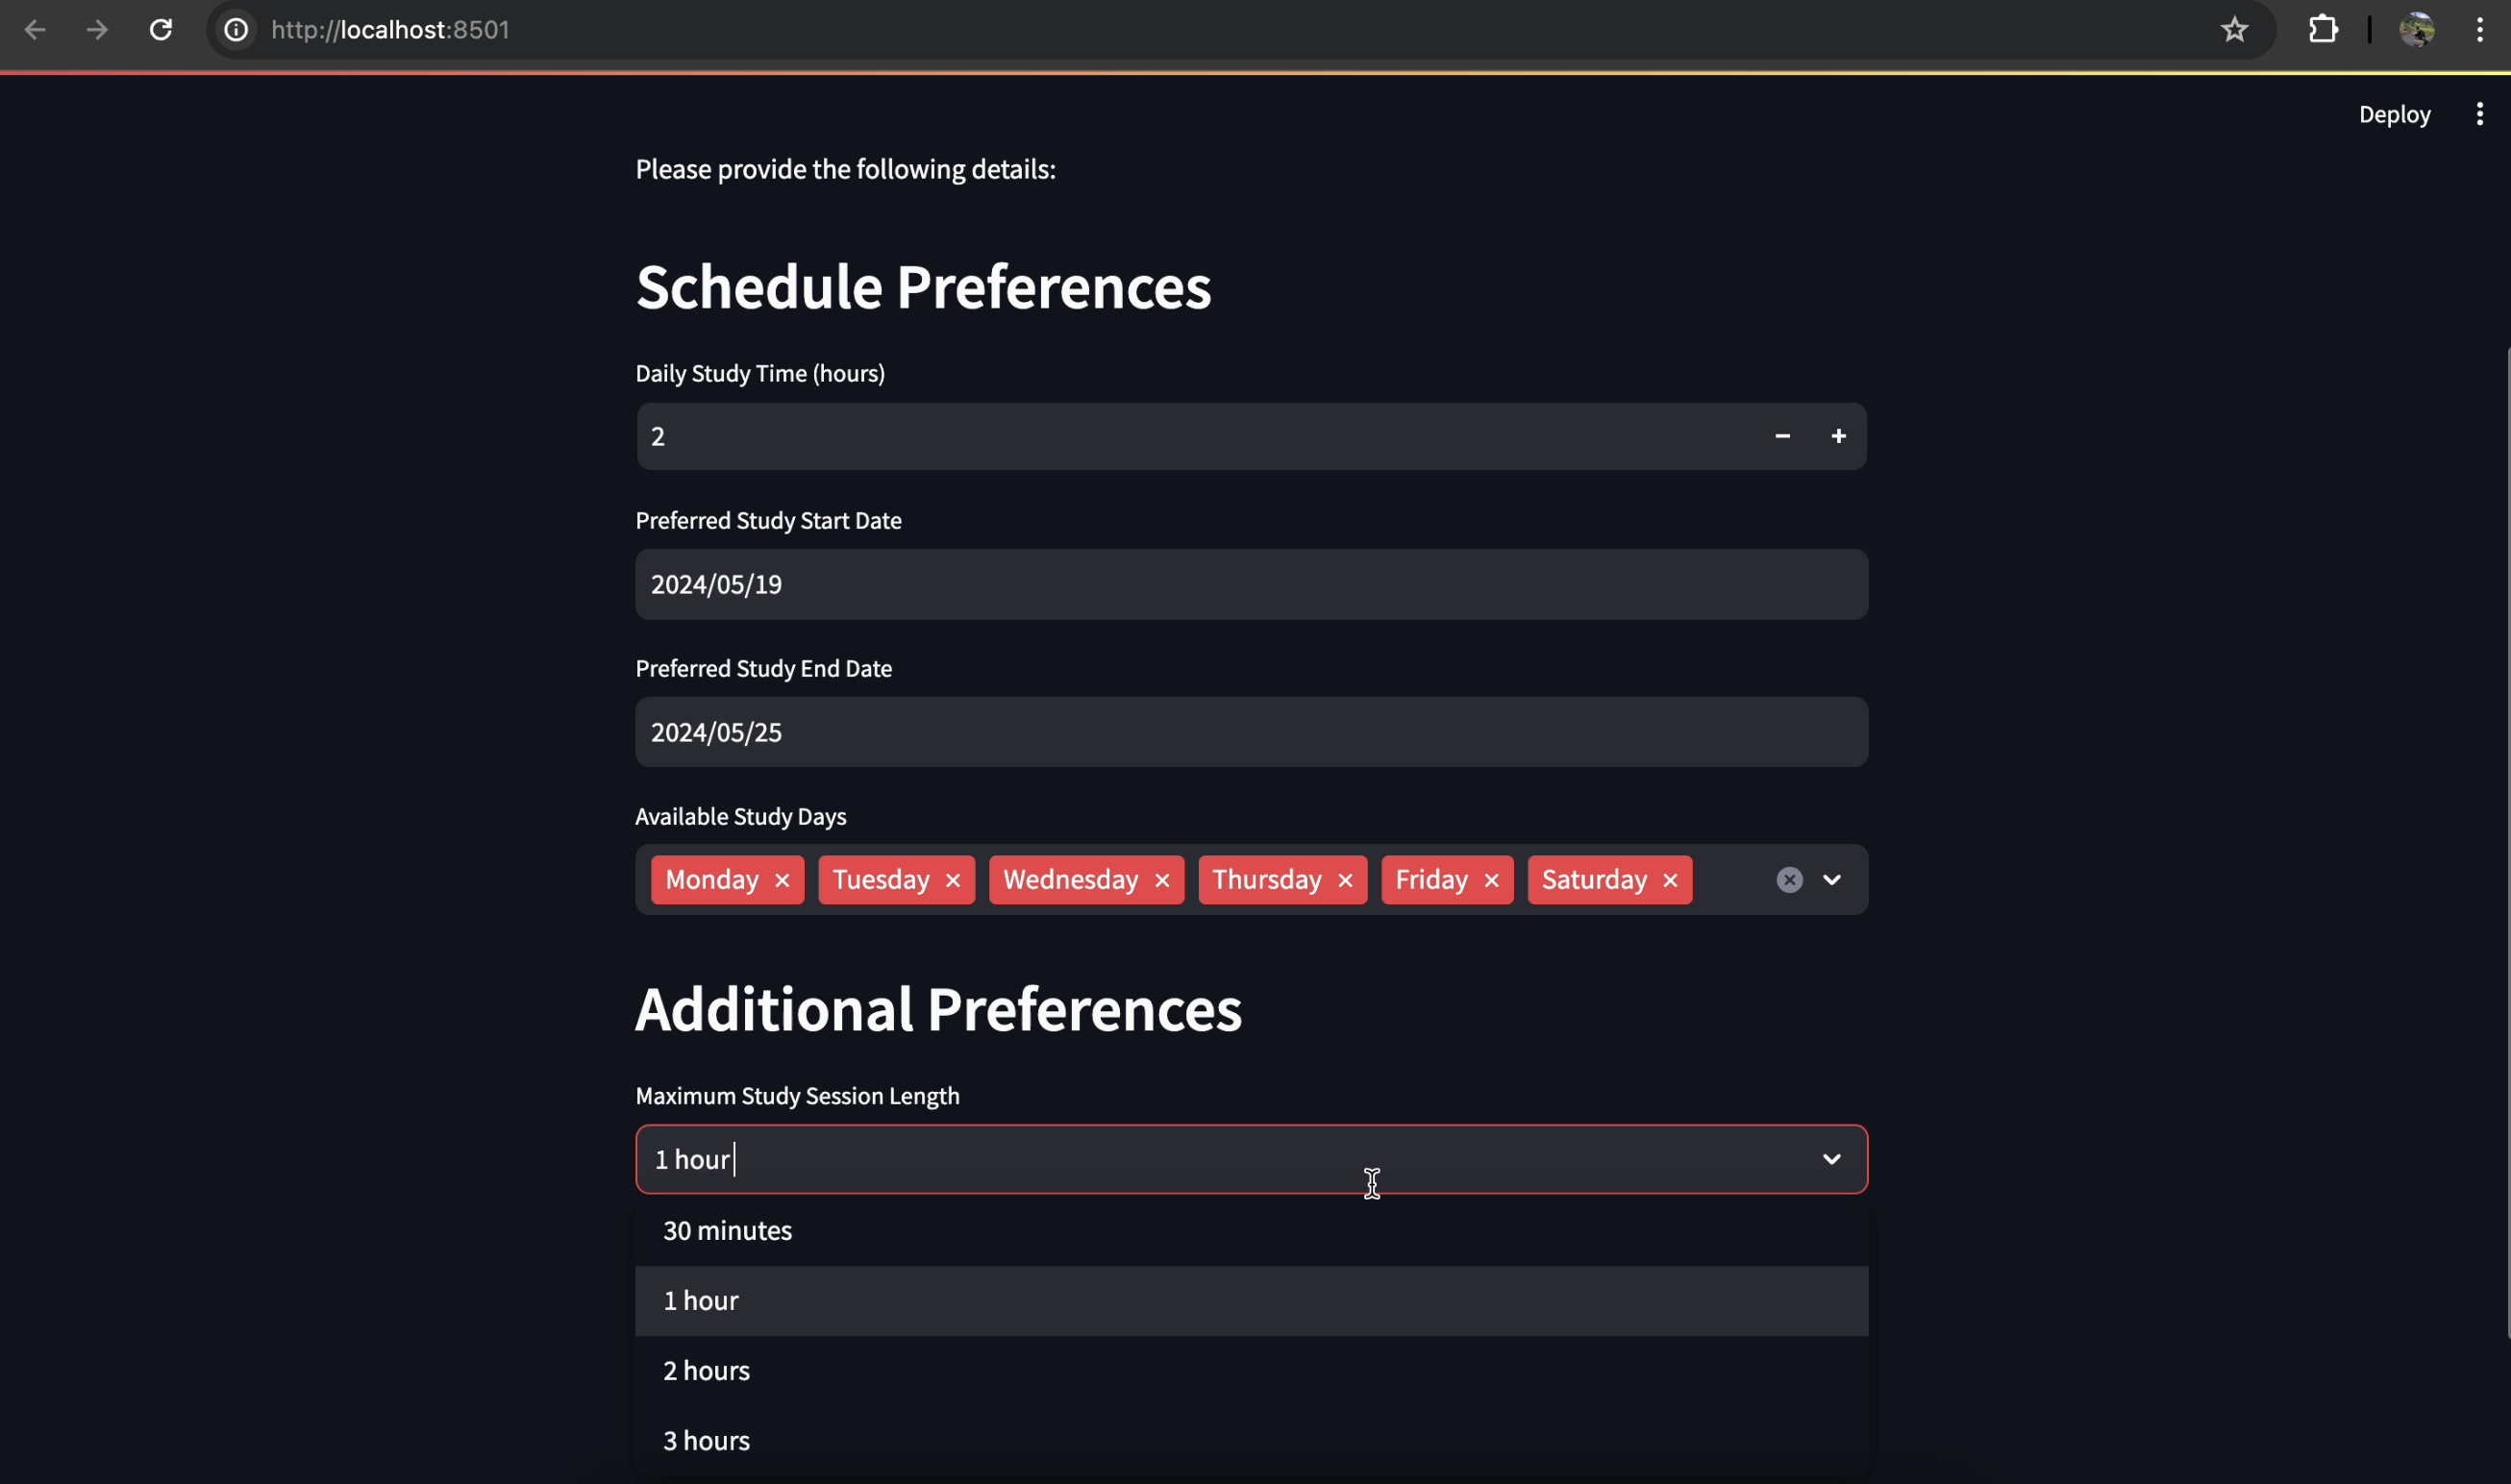 http://localhost:8501
Deploy
Please provide the following details:
Schedule Preferences
Daily Study Time (hours)
2
Preferred Study Start Date
2024/05/19
Preferred Study End Date
2024/05/25
Available Study Days
Monday Tuesday Wednesday Thursday Friday Saturday
Additional Preferences
Maximum Study Session Length
1 hour
30 minutes
1 hour
2 hours
3 hours